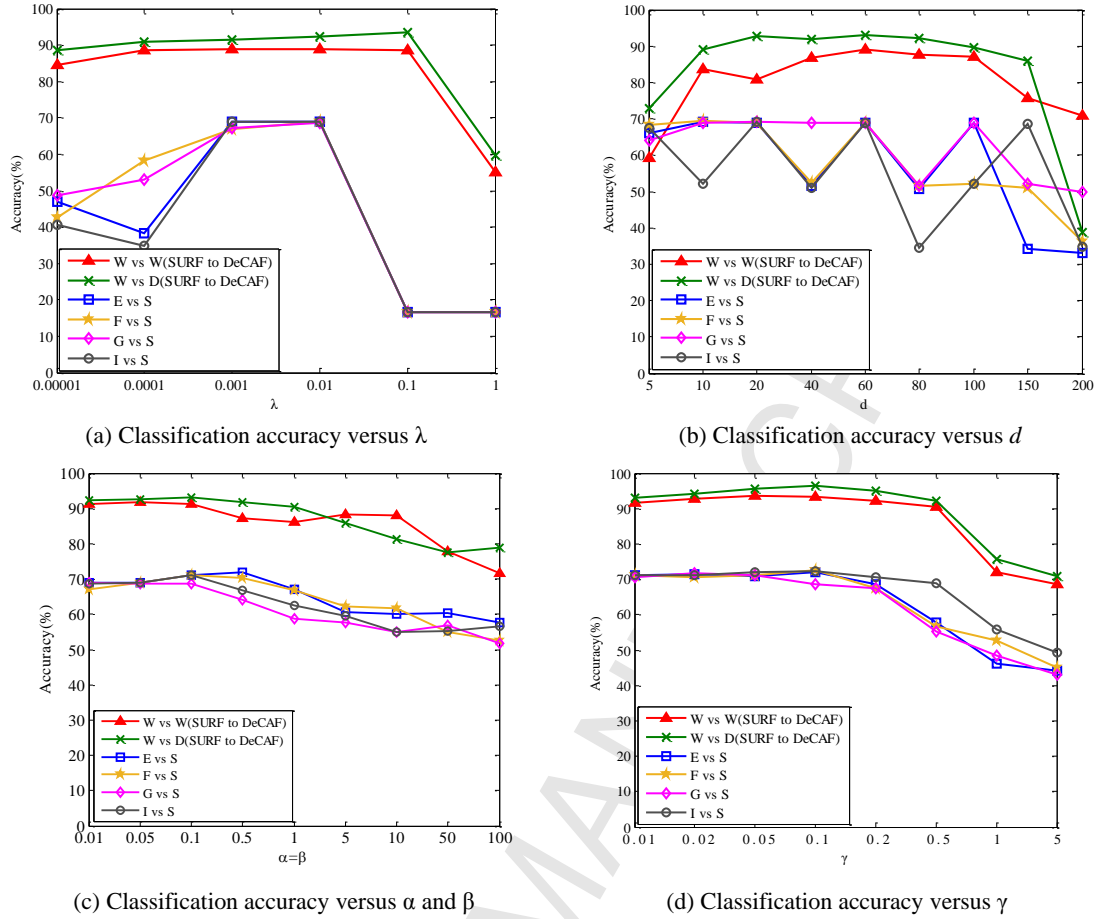 100
90
80
70
60
50
40
30
20
10
0
Accuracy(%)
W vs W(SURF to DeCAF)
W vs D(SURF to DeCAF)
E vs S
F vs S
G vs S
I vs S
0.00001 0.0001 0.001 0.01 0.1 1
λ
(a) Classification accuracy versus λ
100
90
80
70
60
50
40
30
20
10
0
Accuracy(%)
W vs W(SURF to DeCAF)
W vs D(SURF to DeCAF)
E vs S
F vs S
G vs S
I vs S
5 10 20 40 60 80 100 150 200
d
(b) Classification accuracy versus d
100
90
80
70
60
50
40
30
20
10
0
Accuracy(%)
W vs W(SURF to DeCAF)
W vs D(SURF to DeCAF)
E vs S
F vs S
G vs S
I vs S
0.01 0.05 0.1 0.5 1 5 10 50 100
α=β
(c) Classification accuracy versus α and β
100
90
80
70
60
50
40
30
20
10
0
Accuracy(%)
W vs W(SURF to DeCAF)
W vs D(SURF to DeCAF)
E vs S
F vs S
G vs S
I vs S
0.01 0.02 0.05 0.1 0.2 0.5 1 5
γ
(d) Classification accuracy versus γ